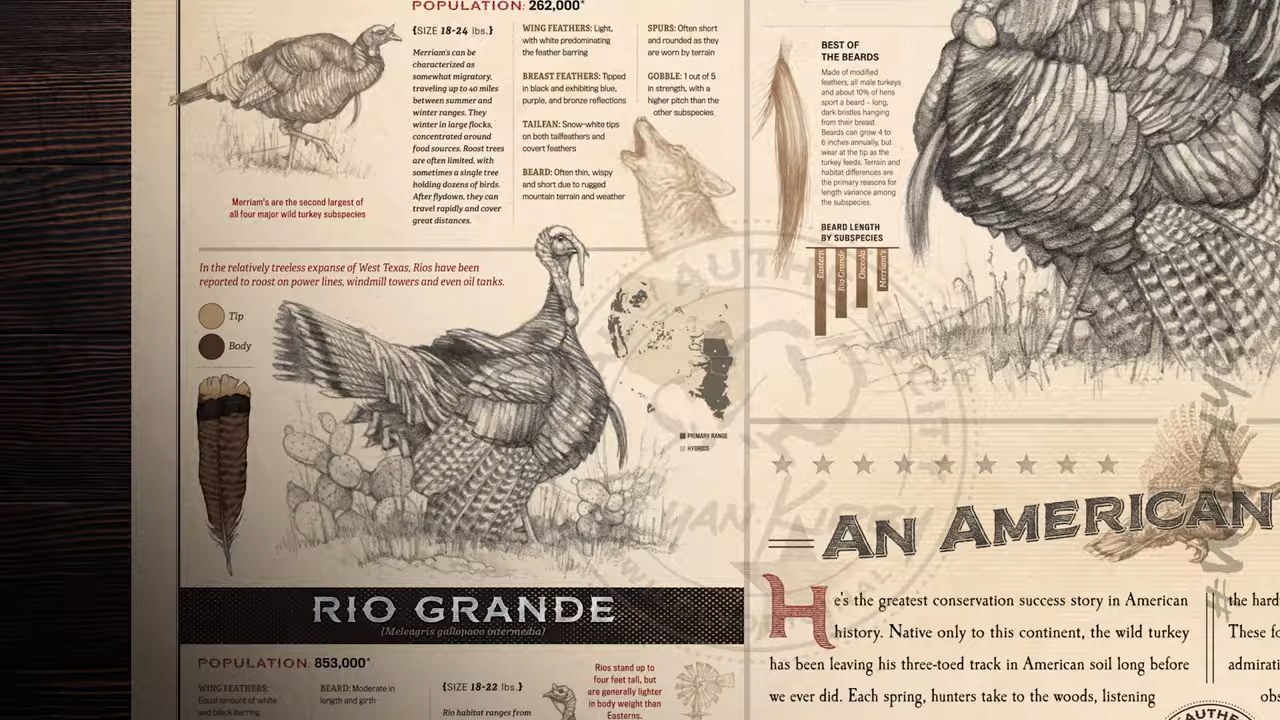 POPULATION: 262,000*
{SIZE 18-24 lbs.}
Merriam's can be
characterized as
somewhat migratory,
traveling up to 40 miles
between summer and
winter ranges. They
winter in large flocks,
concentrated around
food sources. Roost trees
are often limited, with
sometimes a single tree
holding dozens of birds.
After flydown, they can
travel rapidly and cover
great distances.
WING FEATHERS: Light,
with white predominating
the feather barring
BREAST FEATHERS: Tipped
in black and exhibiting blue,
purple, and bronze reflections
TAILFAN: Snow-white tips
on both tailfeathers and
covert feathers
BEARD: Often thin, wispy
and short due to rugged
mountain terrain and weather
SPURS: Often short
and rounded as they
are worn by terrain
GOBBLE: 1 out of 5
in strength, with a
higher pitch than the
other subspecies
Merriam's are the second largest of
all four major wild turkey subspecies
In the relatively treeless expanse of West Texas, Rios have been
reported to roost on power lines, windmill towers and even oil tanks.
Tip
Body
PRIMARY RANGE
HYBRIDS
RIO GRANDE
{Meleagris gallopavo intermedia}
POPULATION: 853,000*
WING FEATHERS:
Equal amount of white
and black barring
BEARD: Moderate in
length and girth
{SIZE 18-22 lbs.}
Rio habitat ranges from
Rios stand up to
four feet tall, but
are generally lighter
in body weight than
Easterns.
BEST OF
THE BEARDS
Made of modified
feathers, all male turkeys
and about 10% of hens
sport a beard – long,
dark bristles hanging
from their breast.
Beards can grow 4 to
6 inches annually, but
wear at the tip as the
turkey feeds. Terrain and
habitat differences are
the primary reasons for
length variance among
the subspecies.
BEARD LENGTH
BY SUBSPECIES
Eastern
Rio Grande
Osceola
Merriam's
AN AMERICAN
He's the greatest conservation success story in American
history. Native only to this continent, the wild turkey
has been leaving his three-toed track in American soil long before
we ever did. Each spring, hunters take to the woods, listening
the hard
These fo
admirati
obs